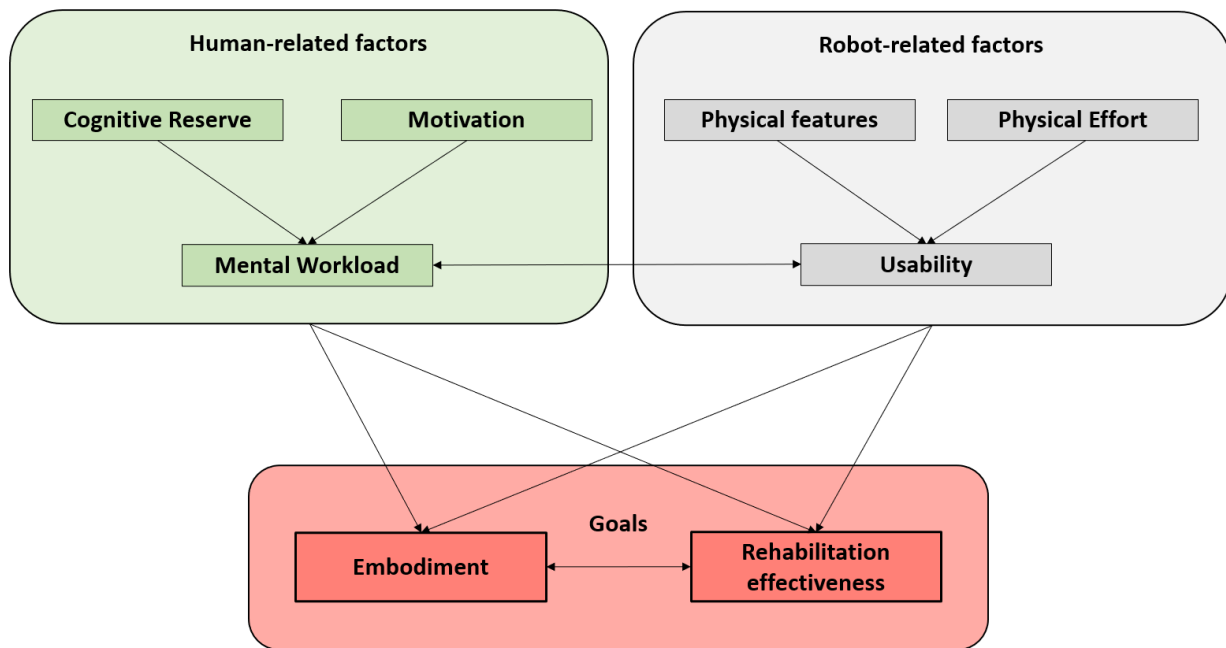 Human-related factors
Robot-related factors
Cognitive Reserve
Motivation
Physical features
Physical Effort
Mental Workload
Usability
Goals
Embodiment
Rehabilitation
effectiveness